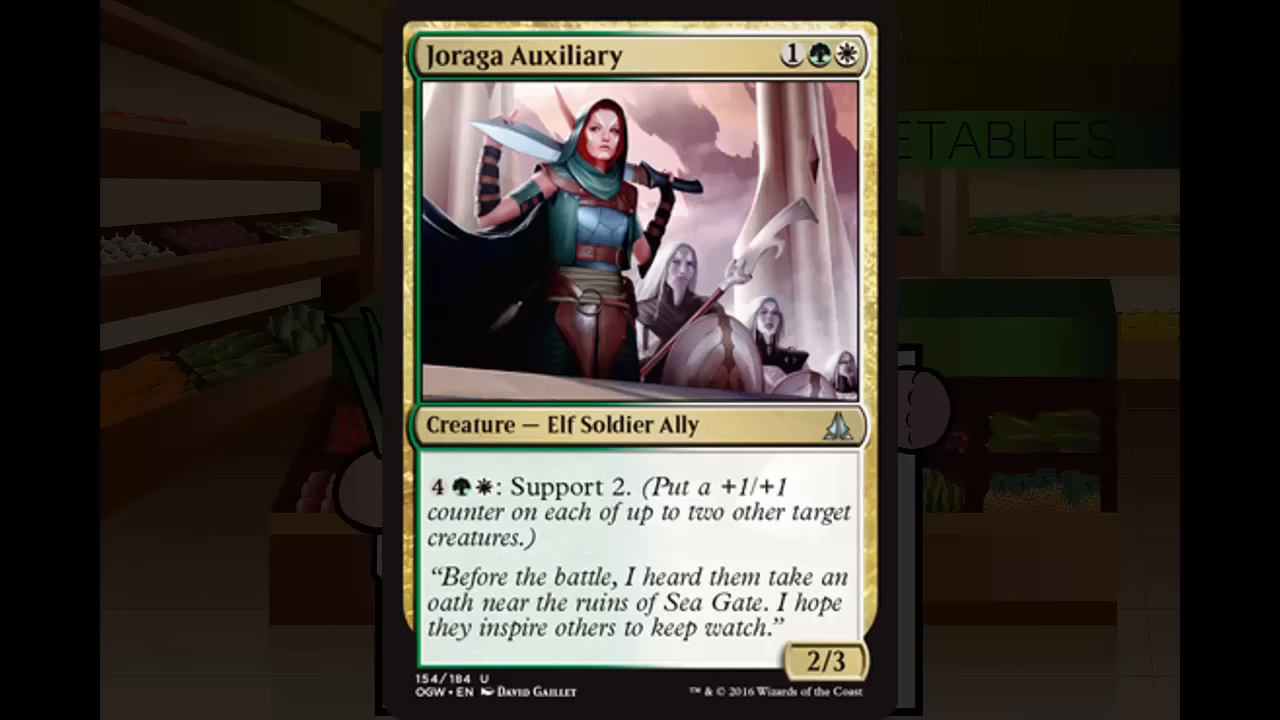 Joraga Auxiliary 1
ETABLES
Creature — Elf Soldier Ally
4 : Support 2. (Put a +1/+1
counter on each of up to two other target
creatures.)
“Before the battle, I heard them take an
oath near the ruins of Sea Gate. I hope
they inspire others to keep watch.”
2/3
154/184 U
OGW • EN DAVID GAILLET
™ & © 2016 Wizards of the Coast